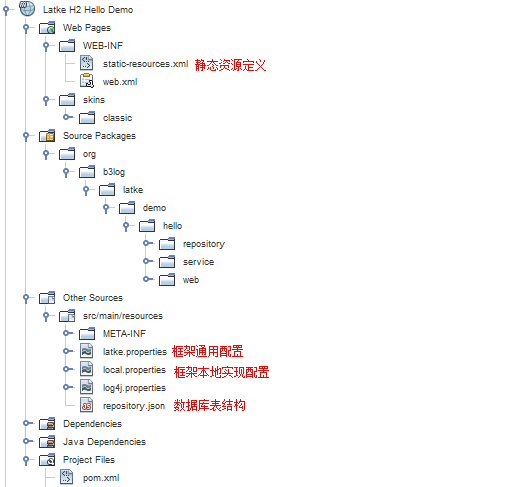 Latke H2 Hello Demo
Web Pages
WEB-INF
static-resources.xml 静态资源定义
web.xml
skins
classic
Source Packages
org
b3log
latke
demo
hello
repository
service
web
Other Sources
src/main/resources
META-INF
latke.properties 框架通用配置
local.properties 框架本地实现配置
log4j.properties
repository.json 数据库表结构
Dependencies
Java Dependencies
Project Files
pom.xml